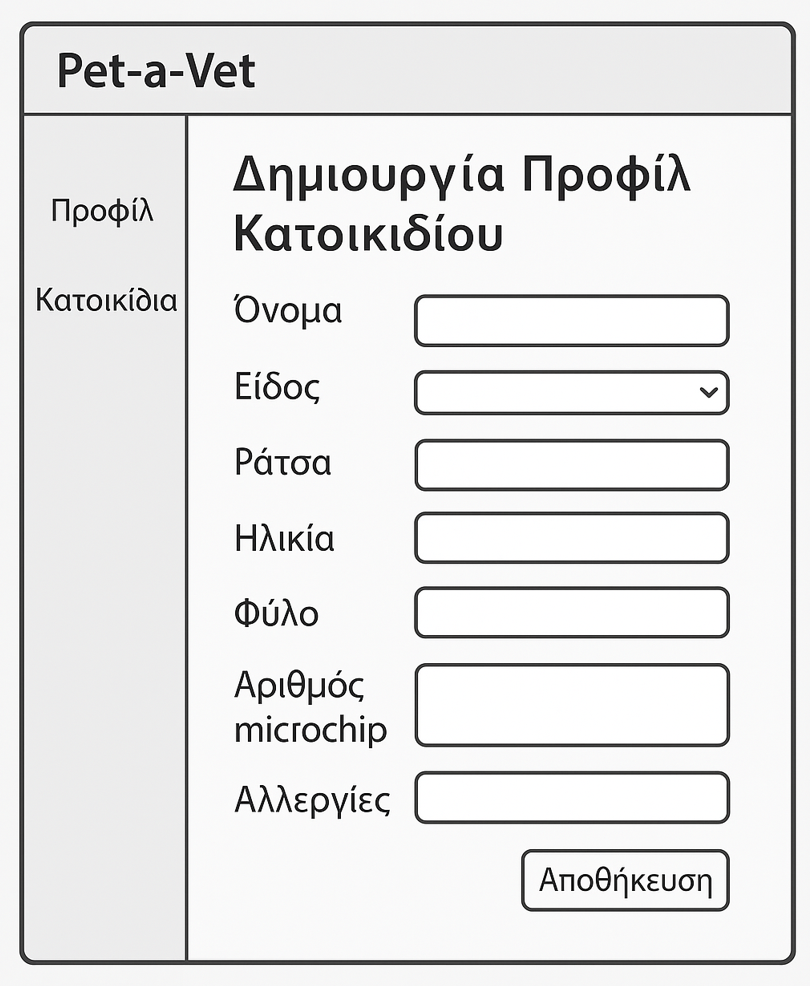 Pet-a-Vet
Προφίλ
Κατοικίδια
Δημιουργία Προφίλ
Κατοικιδίου
Όνομα
Είδος
Ράτσα
Ηλικία
Φύλο
Αριθμός
microchip
Αλλεργίες
Αποθήκευση